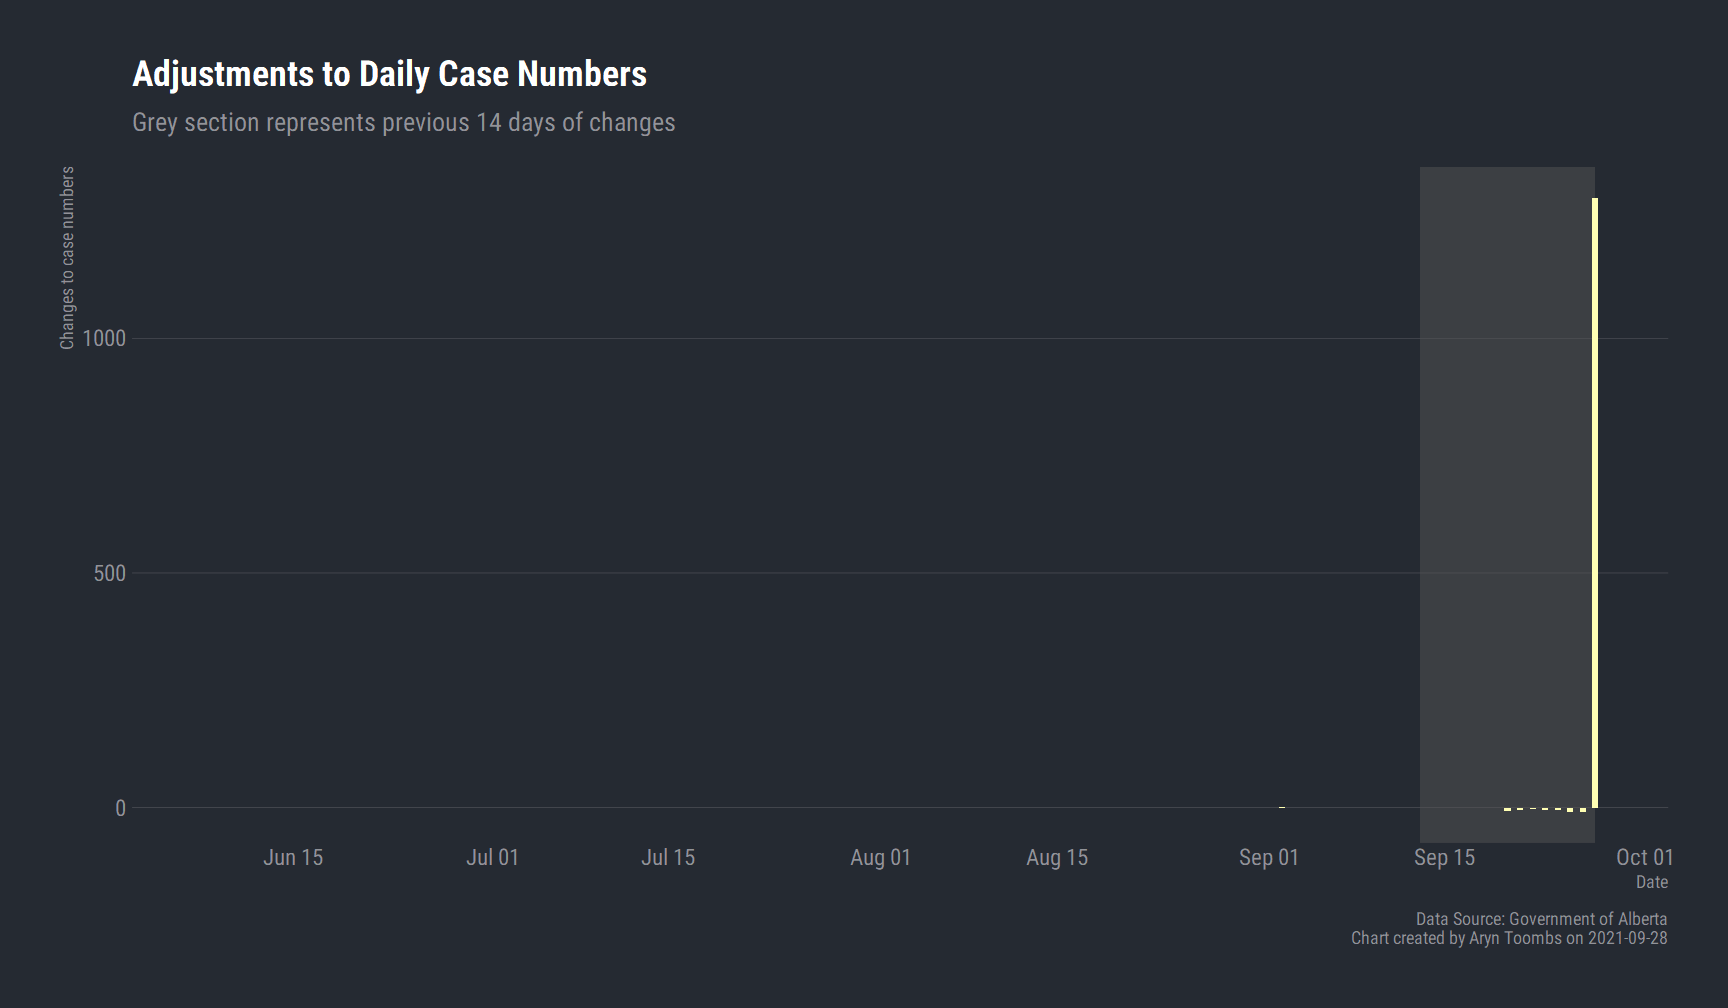 Adjustments to Daily Case Numbers
Grey section represents previous 14 days of changes
Changes to case numbers
1000
500
0
Jun 15
Jul 01
Jul 15
Aug 01
Aug 15
Sep 01
Sep 15
Oct 01
Date
Data Source: Government of Alberta
Chart created by Aryn Toombs on 2021-09-28